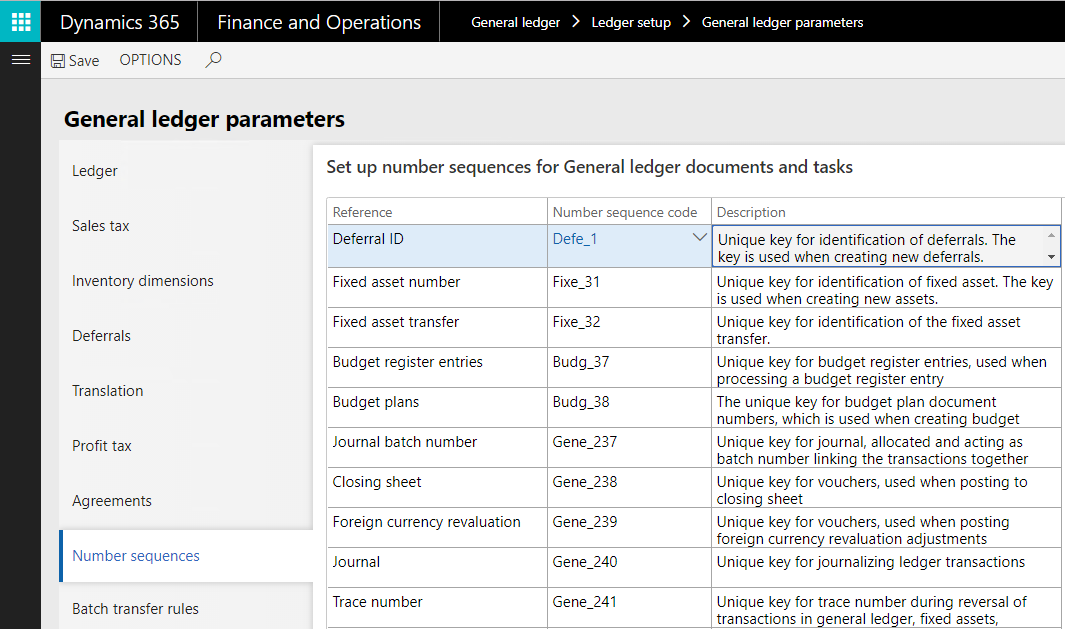 Dynamics 365
Finance and Operations
General ledger > Ledger setup > General ledger parameters
Save
OPTIONS
General ledger parameters
Ledger
Sales tax
Inventory dimensions
Deferrals
Translation
Profit tax
Agreements
Number sequences
Batch transfer rules
Set up number sequences for General ledger documents and tasks
Reference Number sequence code Description
Deferral ID Defe_1 Unique key for identification of deferrals. The
key is used when creating new deferrals.
Fixed asset number Fixe_31 Unique key for identification of fixed asset. The key
is used when creating new assets.
Fixed asset transfer Fixe_32 Unique key for identification of the fixed asset
transfer.
Budget register entries Budg_37 Unique key for budget register entries, used when
processing a budget register entry
Budget plans Budg_38 The unique key for budget plan document
numbers, which is used when creating budget
Journal batch number Gene_237 Unique key for journal, allocated and acting as
batch number linking the transactions together
Closing sheet Gene_238 Unique key for vouchers, used when posting to
closing sheet
Foreign currency revaluation Gene_239 Unique key for vouchers, used when posting
foreign currency revaluation adjustments
Journal Gene_240 Unique key for journalizing ledger transactions
Trace number Gene_241 Unique key for trace number during reversal of
transactions in general ledger, fixed assets,